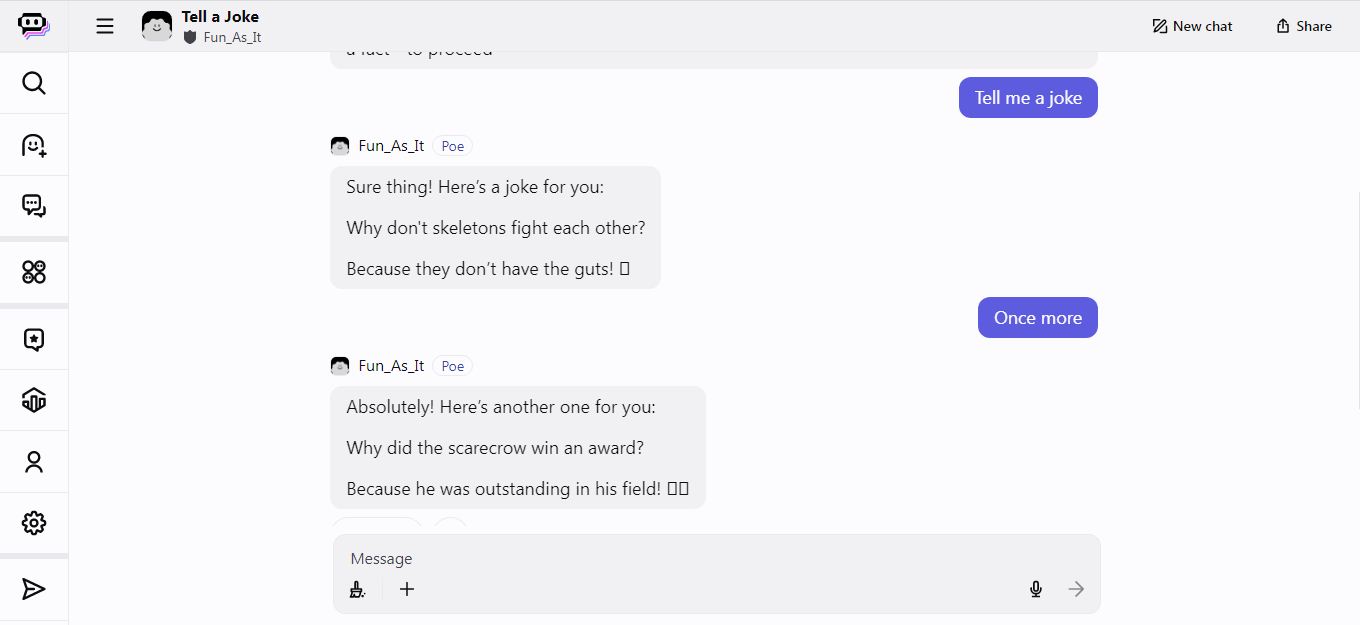 Tell a Joke
Fun_As_It
New chat
Share
a fact - to proceed
Tell me a joke
Fun_As_It Poe
Sure thing! Here’s a joke for you:
Why don't skeletons fight each other?
Because they don’t have the guts! 
Once more
Fun_As_It Poe
Absolutely! Here’s another one for you:
Why did the scarecrow win an award?
Because he was outstanding in his field! 
Message